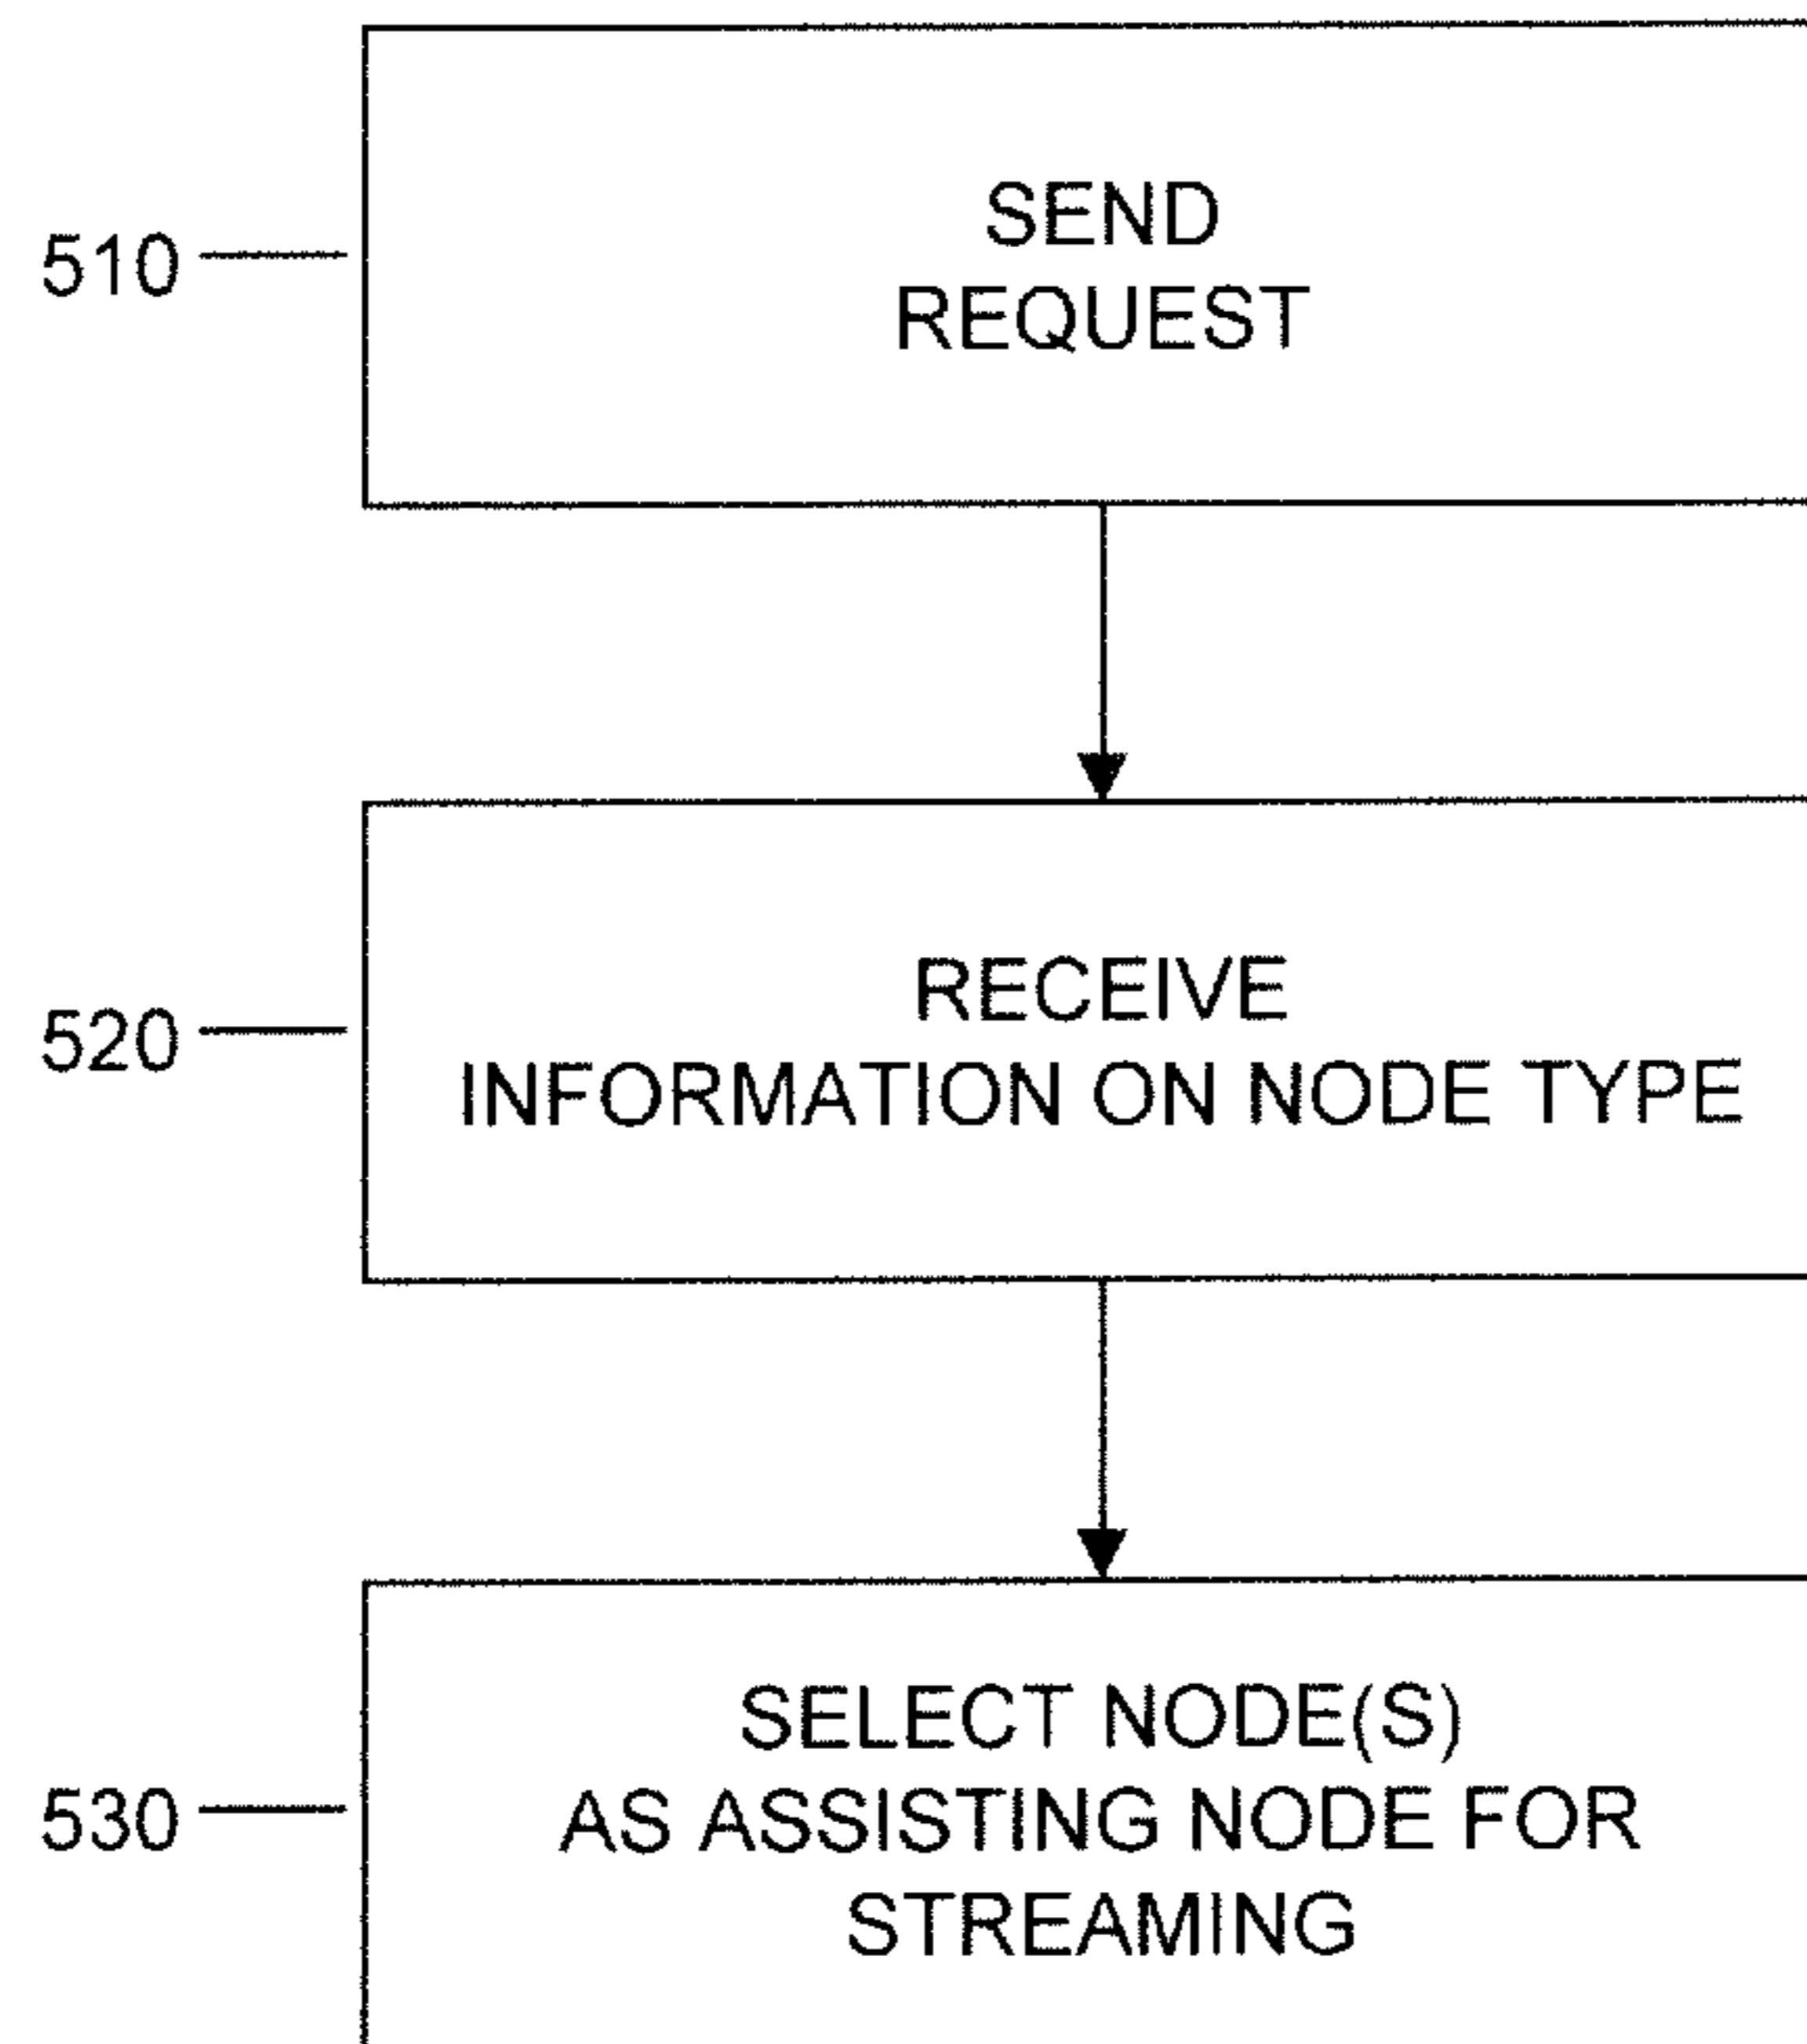 SEND
510
REQUEST
RECEIVE
520
INFORMATION ON NODE TYPE
SELECT NODE(S)
530
AS ASSISTING NODE FOR
STREAMING